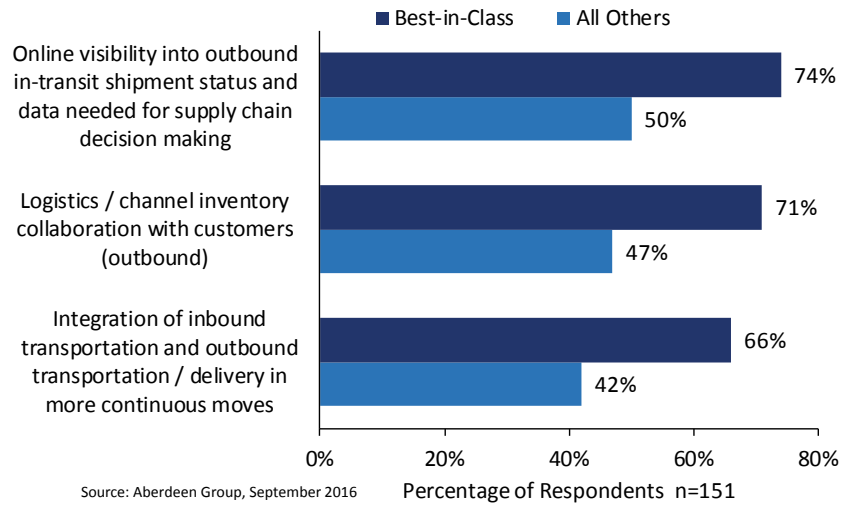 Best-in-Class All Others
Online visibility into outbound
in-transit shipment status and
data needed for supply chain
decision making
74%
50%
Logistics / channel inventory
collaboration with customers
(outbound)
71%
47%
Integration of inbound
transportation and outbound
transportation / delivery in
more continuous moves
66%
42%
0% 20% 40% 60% 80%
Source: Aberdeen Group, September 2016 Percentage of Respondents n=151